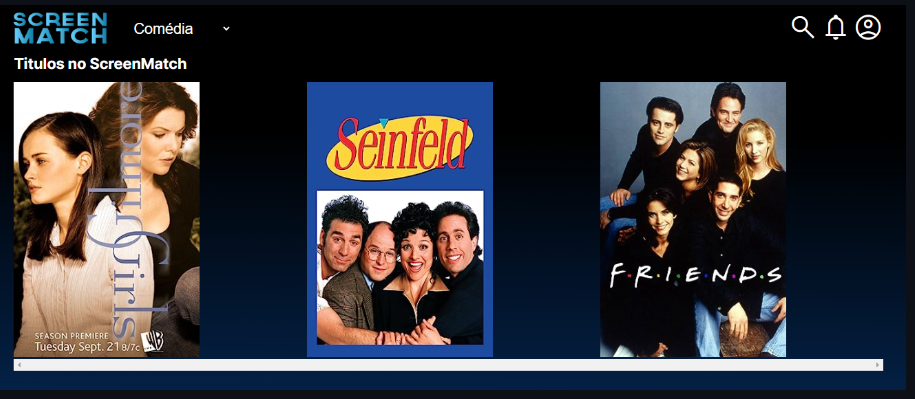 SCREEN
MATCH
Comédia
Titulos no ScreenMatch
Gilmore
Girls
SEASON PREMIERE
Tuesday Sept. 21 8/7c
WB
Seinfeld
F·R·I·E·N·D·S